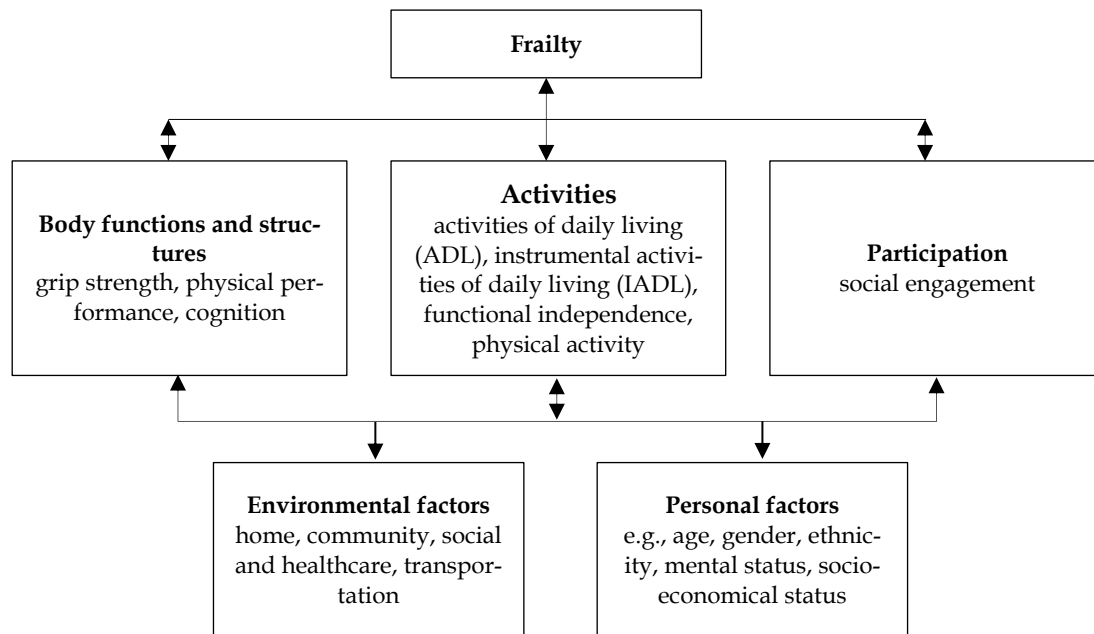 Frailty
Body functions and struc-
tures
grip strength, physical per-
formance, cognition
Activities
activities of daily living
(ADL), instrumental activi-
ties of daily living (IADL),
functional independence,
physical activity
Participation
social engagement
Environmental factors
home, community, social
and healthcare, transpor-
tation
Personal factors
e.g., age, gender, ethnic-
ity, mental status, socio-
economical status